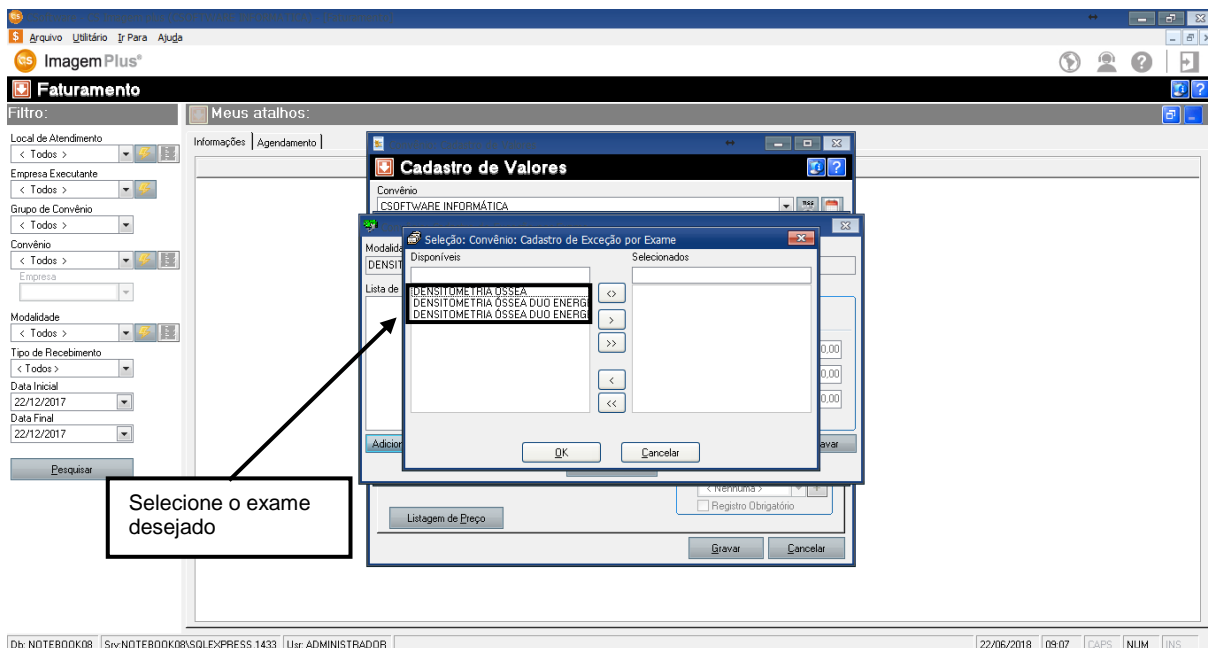 Arquivo Utilitário Ir Para Ajuda
Imagem Plus®
Faturamento
Filtro:
Meus atalhos:
Local de Atendimento
< Todos >
Empresa Executante
< Todos >
Grupo de Convênio
< Todos >
Convênio
< Todos >
Empresa
Modalidade
< Todos >
Tipo de Recebimento
< Todos >
Data Inicial
22/12/2017
Data Final
22/12/2017
Pesquisar
Informações Agendamento
Cadastro de Valores
Convênio
CSOFTWARE INFORMÁTICA
Seleção: Convênio: Cadastro de Exceção por Exame
Disponíveis Selecionados
DENSITOMETRIA ÓSSEA
DENSITOMETRIA ÓSSEA DUO ENERG
DENSITOMETRIA ÓSSEA DUO ENERG
<>
>
>>
<
<<
OK Cancelar
Modalida
DENSIT
Lista de
0,00
0,00
0,00
Adicion
avar
< Nenhuma >
Registro Obrigatório
Listagem de Preço
Gravar Cancelar
Selecione o exame
desejado
Db: NOTEBOOK08 Srv:NOTEBOOK08\SQLEXPRESS,1433 Usr: ADMINISTRADOR 22/06/2018 09:07 CAPS NUM INS